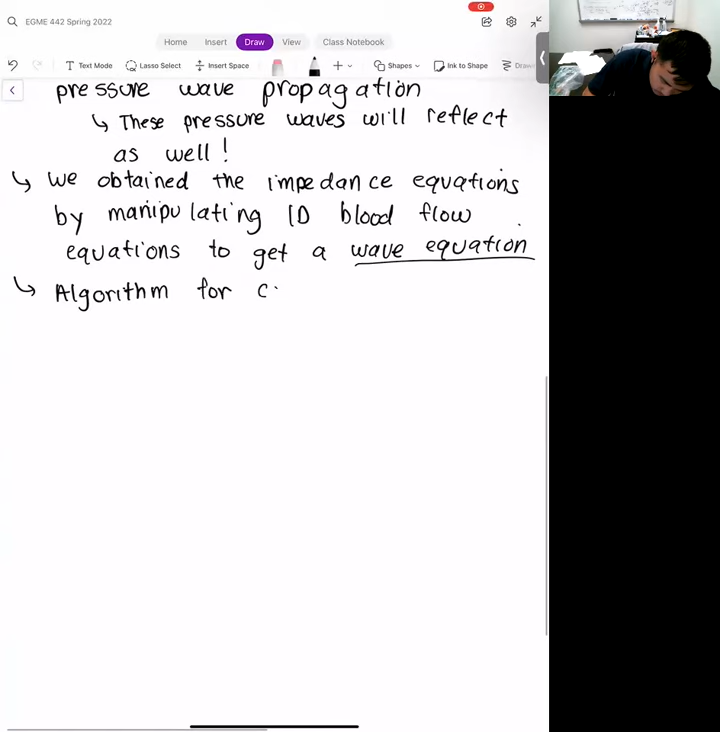 EGME 442 Spring 2022
Home Insert Draw View Class Notebook
Text Mode Lasso Select Insert Space Shapes Ink to Shape Draw
pressure wave propagation
↳ These pressure waves will reflect
as well!
↳ we obtained the impedance equations
by manipulating 1D blood flow
equations to get a wave equation
↳ Algorithm for c